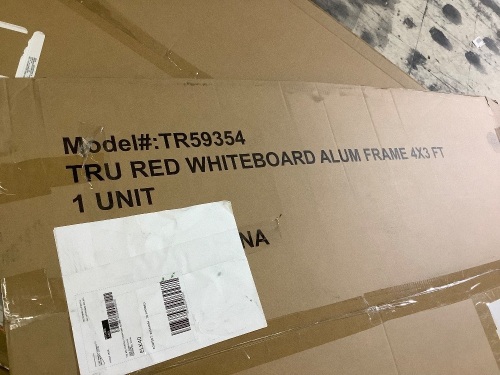 Model#:TR59354
TRU RED WHITEBOARD ALUM FRAME 4X3 FT
1 UNIT
NA